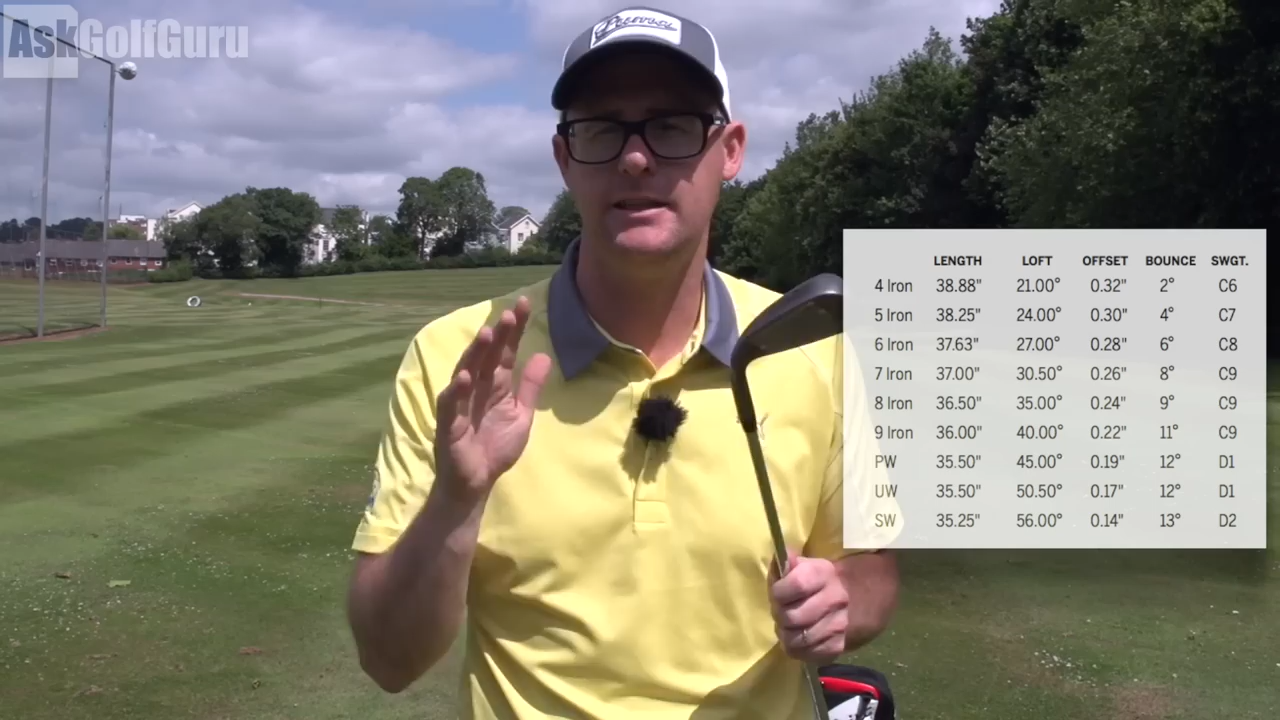 AskGolfGuru
LENGTH LOFT OFFSET BOUNCE SWGT.
4 Iron 38.88" 21.00° 0.32" 2° C6
5 Iron 38.25" 24.00° 0.30" 4° C7
6 Iron 37.63" 27.00° 0.28" 6° C8
7 Iron 37.00" 30.50° 0.26" 8° C9
8 Iron 36.50" 35.00° 0.24" 9° C9
9 Iron 36.00" 40.00° 0.22" 11° C9
PW 35.50" 45.00° 0.19" 12° D1
UW 35.50" 50.50° 0.17" 12° D1
SW 35.25" 56.00° 0.14" 13° D2